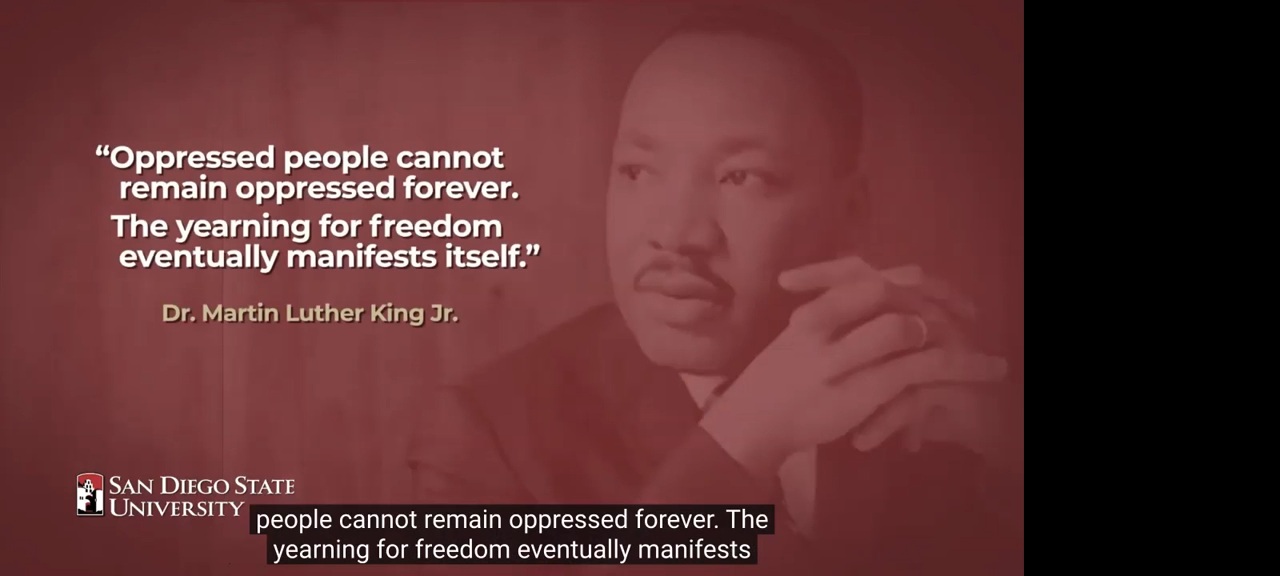 “Oppressed people cannot
remain oppressed forever.
The yearning for freedom
eventually manifests itself.”
Dr. Martin Luther King Jr.
SAN DIEGO STATE
UNIVERSITY
people cannot remain oppressed forever. The
yearning for freedom eventually manifests